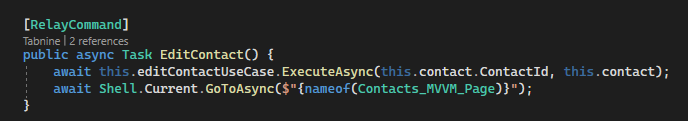 [RelayCommand]
Tabnine | 2 references
public async Task EditContact() {
    await this.editContactUseCase.ExecuteAsync(this.contact.ContactId, this.contact);
    await Shell.Current.GoToAsync($"{nameof(Contacts_MVVM_Page)}");
}